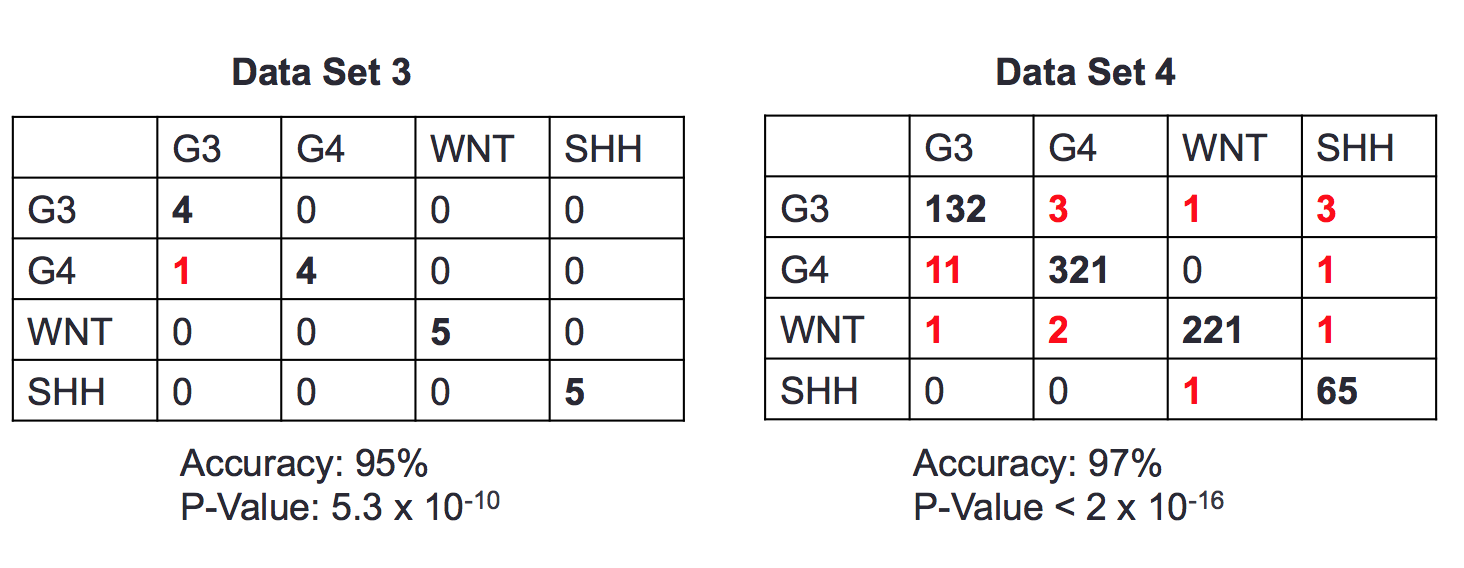 Data Set 3
G3 G4 WNT SHH
G3 4 0 0 0
G4 1 4 0 0
WNT 0 0 5 0
SHH 0 0 0 5
Accuracy: 95%
P-Value: 5.3 x 10-10
Data Set 4
G3 G4 WNT SHH
G3 132 3 1 3
G4 11 321 0 1
WNT 1 2 221 1
SHH 0 0 1 65
Accuracy: 97%
P-Value < 2 x 10-16